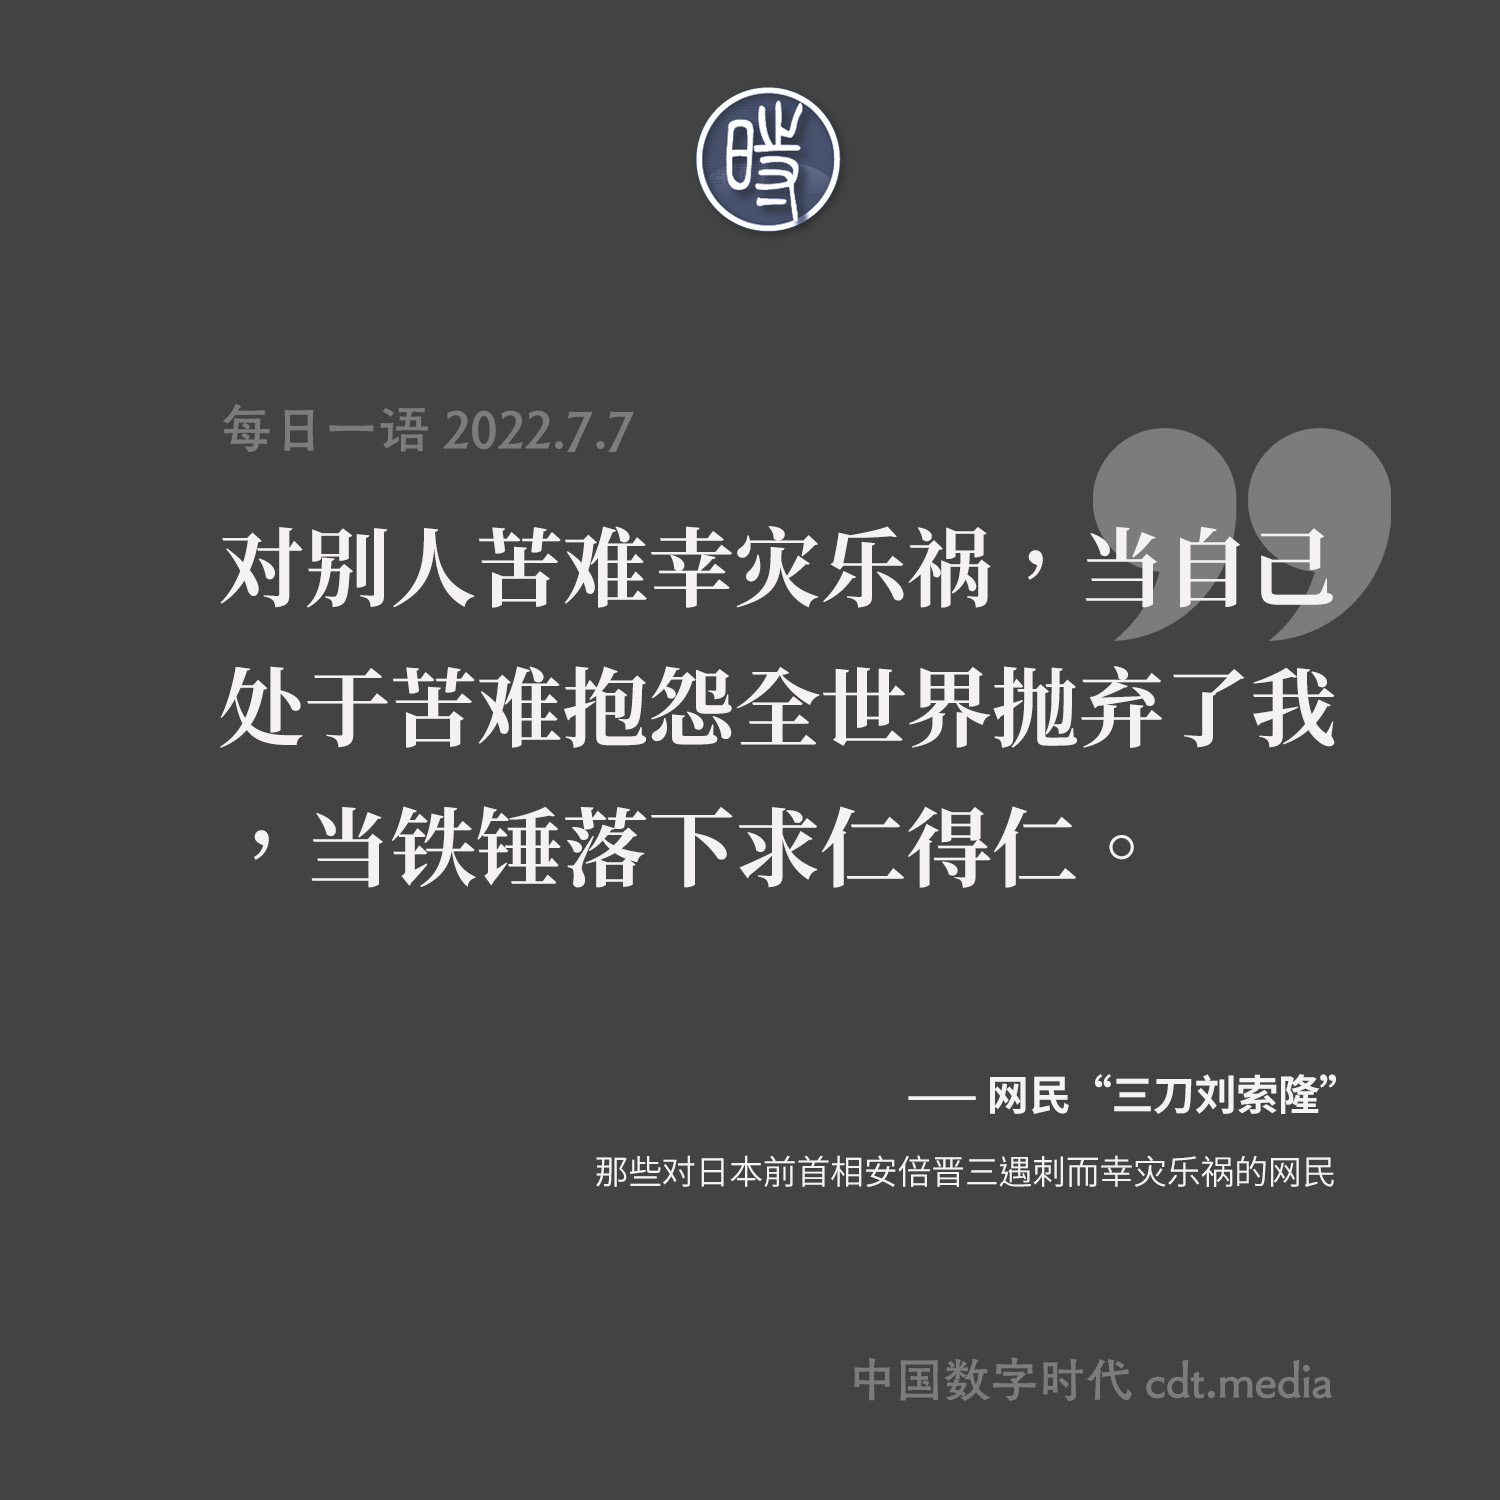 時
每日一语 2022.7.7
对别人苦难幸灾乐祸，当自己
处于苦难抱怨全世界抛弃了我
，当铁锤落下求仁得仁。
—— 网民“三刀刘索隆”
那些对日本前首相安倍晋三遇刺而幸灾乐祸的网民
中国数字时代 cdt.media